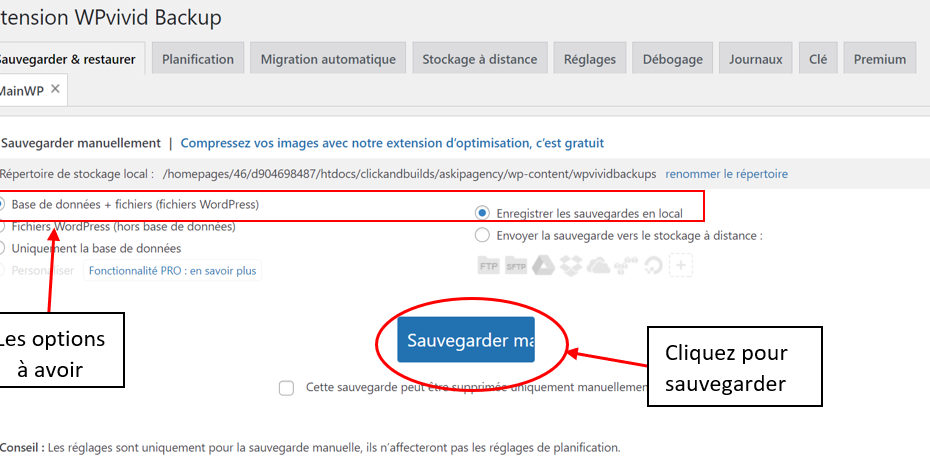 tension WPvivid Backup
Sauvegarder & restaurer Planification Migration automatique Stockage à distance Réglages Débogage Journaux Clé Premium
MainWP ×
Sauvegarder manuellement | Compressez vos images avec notre extension d'optimisation, c'est gratuit
Répertoire de stockage local : /homepages/46/d904698487/htdocs/clickandbuilds/askipagency/wp-content/wpvividbackups renommer le répertoire
Base de données + fichiers (fichiers WordPress)
Enregistrer les sauvegardes en local
Fichiers WordPress (hors base de données)
Envoyer la sauvegarde vers le stockage à distance :
Uniquement la base de données
Personaliser Fonctionnalité PRO : en savoir plus
FTP SFTP
Les options
à avoir
Sauvegarder ma
Cliquez pour
sauvegarder
Cette sauvegarde peut être supprimée uniquement manuellement
Conseil : Les réglages sont uniquement pour la sauvegarde manuelle, ils n'affecteront pas les réglages de planification.